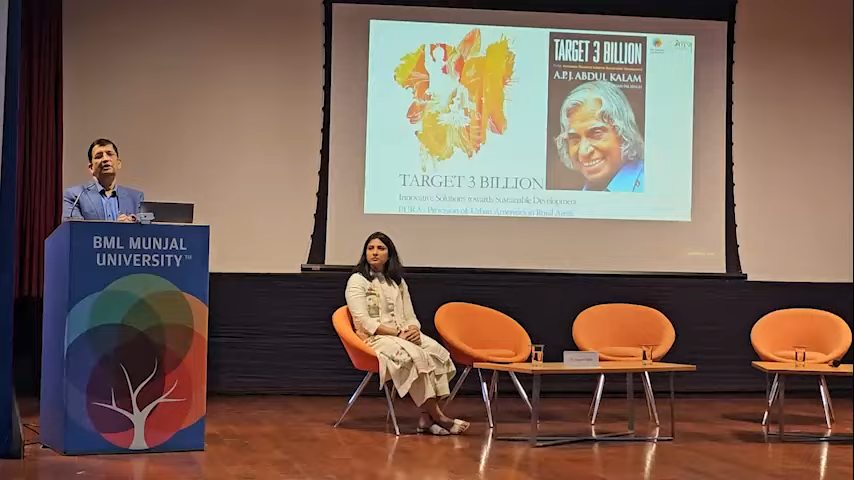 BML MUNJAL
UNIVERSITY™
TARGET 3 BILLION
A.P.J. ABDUL KALAM
TARGET 3 BILLION
Innovative Solutions towards Sustainable Development
PURA - Provision of Urban Amenities in Rural Areas